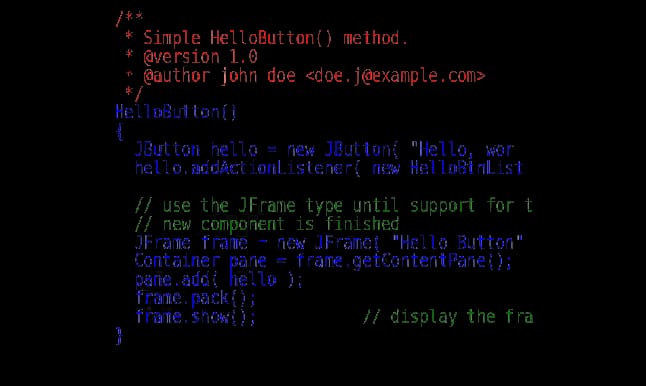 /**
 * Simple HelloButton() method.
 * @version 1.0
 * @author john doe <doe.j@example.com>
 */
HelloButton()
{
  JButton hello = new JButton( "Hello, wor
  hello.addActionListener( new HelloBtnList

  // use the JFrame type until support for t
  // new component is finished
  JFrame frame = new JFrame( "Hello Button"
  Container pane = frame.getContentPane();
  pane.add( hello );
  frame.pack();
  frame.show();           // display the fra
}